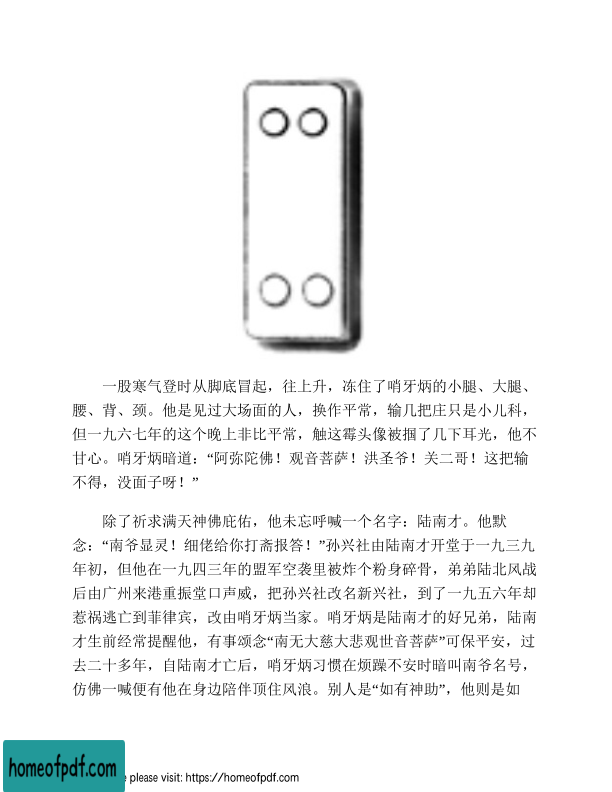 一股寒气登时从脚底冒起，往上升，冻住了哨牙炳的小腿、大腿、
腰、背、颈。他是见过大场面的人，换作平常，输几把庄只是小儿科，
但一九六七年的这个晚上非比平常，触这霉头像被掴了几下耳光，他不
甘心。哨牙炳暗道：“阿弥陀佛！观音菩萨！洪圣爷！关二哥！这把输
不得，没面子呀！”
除了祈求满天神佛庇佑，他未忘呼喊一个名字：陆南才。他默
念：“南爷显灵！细佬给你打斋报答！”孙兴社由陆南才开堂于一九三九
年初，但他在一九四三年的盟军空袭里被炸个粉身碎骨，弟弟陆北风战
后由广州来港重振堂口声威，把孙兴社改名新兴社，到了一九五六年却
惹祸逃亡到菲律宾，改由哨牙炳当家。哨牙炳是陆南才的好兄弟，陆南
才生前经常提醒他，有事颂念“南无大慈大悲观世音菩萨”可保平安，过
去二十多年，自陆南才亡后，哨牙炳习惯在烦躁不安时暗叫南爷名号，
仿佛一喊便有他在身边陪伴顶住风浪。别人是“如有神助”，他则是如
homeofpdf.com
e please visit: https://homeofpdf.com